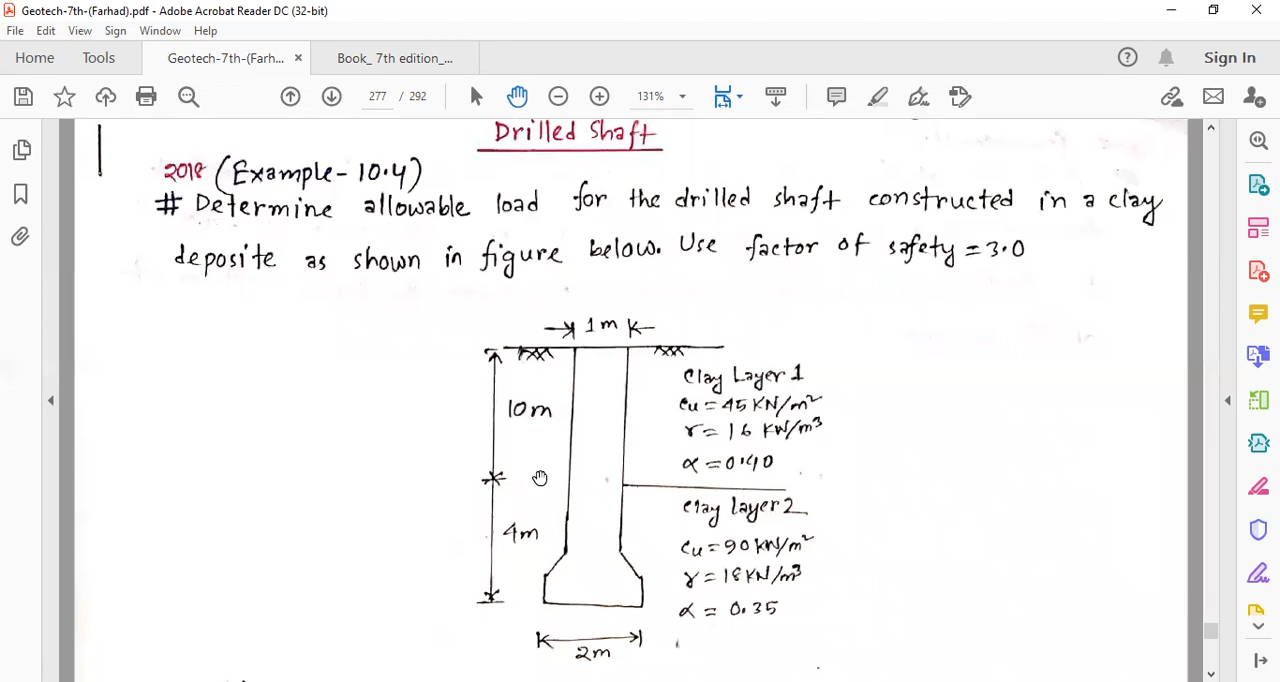 Geotech-7th-(Farhad).pdf - Adobe Acrobat Reader DC (32-bit)
File Edit View Sign Window Help
Home Tools Geotech-7th-(Farh... × Book_ 7th edition_... Sign In
277 / 292 131%
Drilled Shaft
2018 (Example-10.4)
# Determine allowable load for the drilled shaft constructed in a clay
deposite as shown in figure below. Use factor of safety = 3.0
1m
10m
Clay Layer 1
cu = 45 KN/m²
γ = 16 KN/m³
α = 0.40
4m
Clay layer 2
cu = 90 KN/m²
γ = 18 KN/m³
α = 0.35
2m